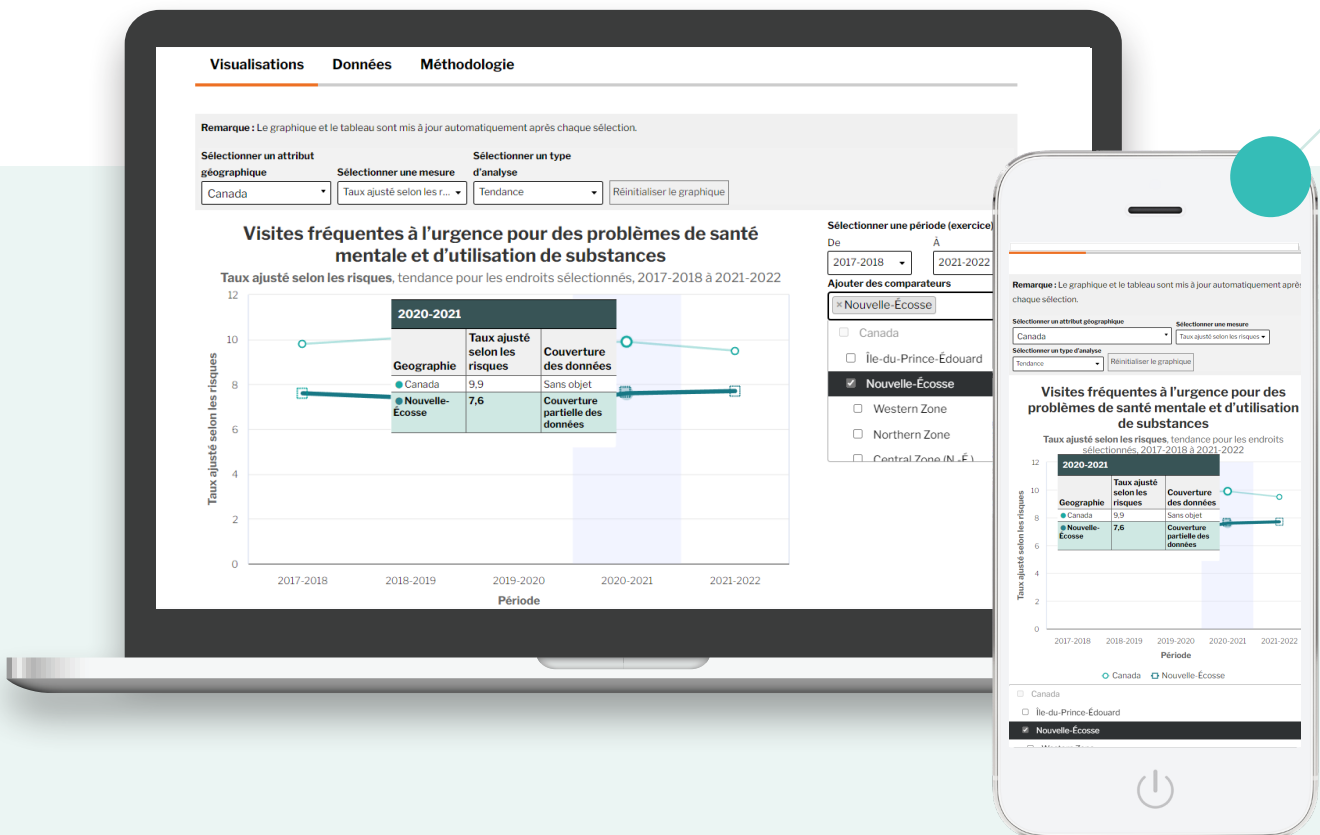 Visualisations Données Méthodologie
Remarque : Le graphique et le tableau sont mis à jour automatiquement après chaque sélection.
Sélectionner un attribut
géographique
Sélectionner une mesure
Sélectionner un type
d'analyse
Canada
Taux ajusté selon les r...
Tendance
Réinitialiser le graphique
Visites fréquentes à l'urgence pour des problèmes de santé
mentale et d'utilisation de substances
Taux ajusté selon les risques, tendance pour les endroits sélectionnés, 2017-2018 à 2021-2022
Taux ajusté selon les risques
12
10
8
6
4
2
0
2020-2021
Geographie
Taux ajusté
selon les
risques
Couverture
des données
Canada 9.9 Sans objet
Nouvelle-
Écosse
7,6
Couverture
partielle des
données
2017-2018 2018-2019 2019-2020 2020-2021 2021-2022
Période
Sélectionner une période (exercice)
De À
2017-2018 2021-2022
Ajouter des comparateurs
× Nouvelle-Écosse
Canada
Île-du-Prince-Édouard
Nouvelle-Écosse
Western Zone
Northern Zone
Central Zone (N.-É.)
Remarque : Le graphique et le tableau sont mis à jour automatiquement après
chaque sélection.
Sélectionner un attribut géographique
Sélectionner une mesure
Canada
Taux ajusté selon les risques
Sélectionner un type d'analyse
Tendance
Réinitialiser le graphique
Visites fréquentes à l'urgence pour des
problèmes de santé mentale et d'utilisation
de substances
Taux ajusté selon les risques, tendance pour les endroits
sélectionnés, 2017-2018 à 2021-2022
Taux ajusté selon les risques
12
10
8
6
4
2
0
2020-2021
Geographie
Taux ajusté
selon les
risques
Couverture
des données
Canada 9,9 Sans objet
Nouvelle-
Écosse
7,6
Couverture
partielle des
données
2017-2018 2018-2019 2019-2020 2020-2021 2021-2022
Période
Canada Nouvelle-Écosse
Canada
Île-du-Prince-Édouard
Nouvelle-Écosse